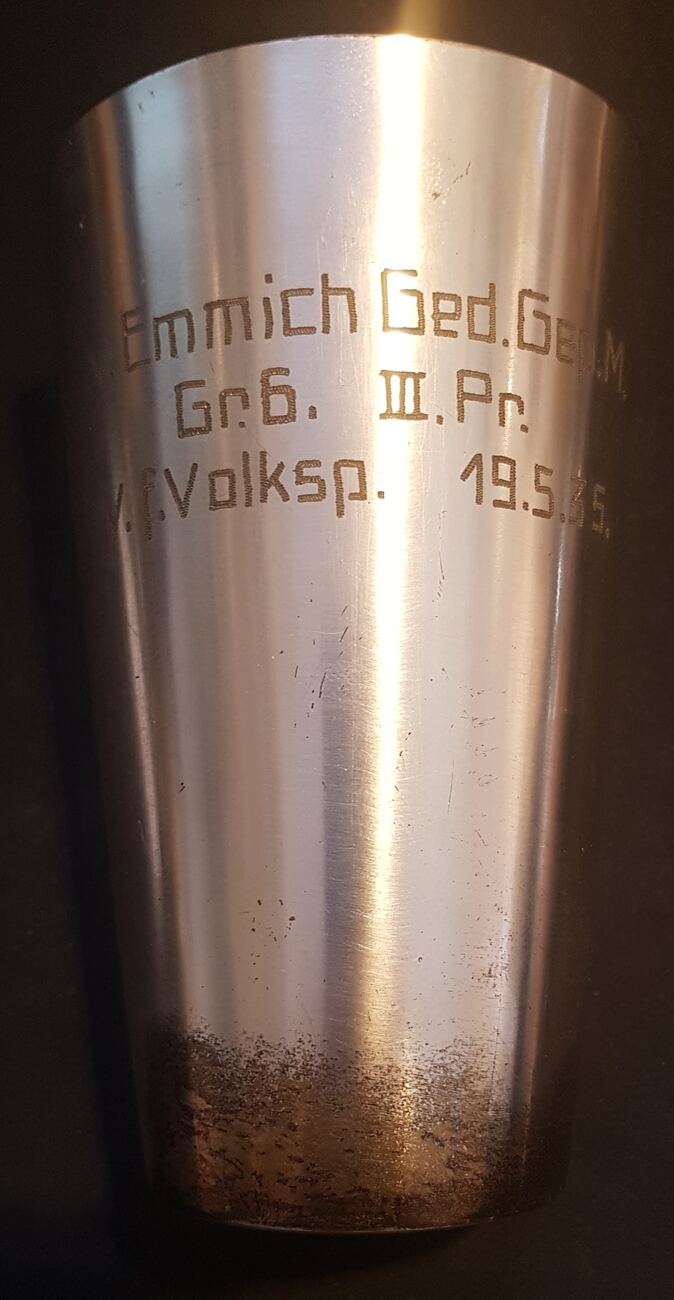 Emmich Ged. Gep. M.
Gr. 6. III. Pr.
V. f. Volksp. 19.5.35.